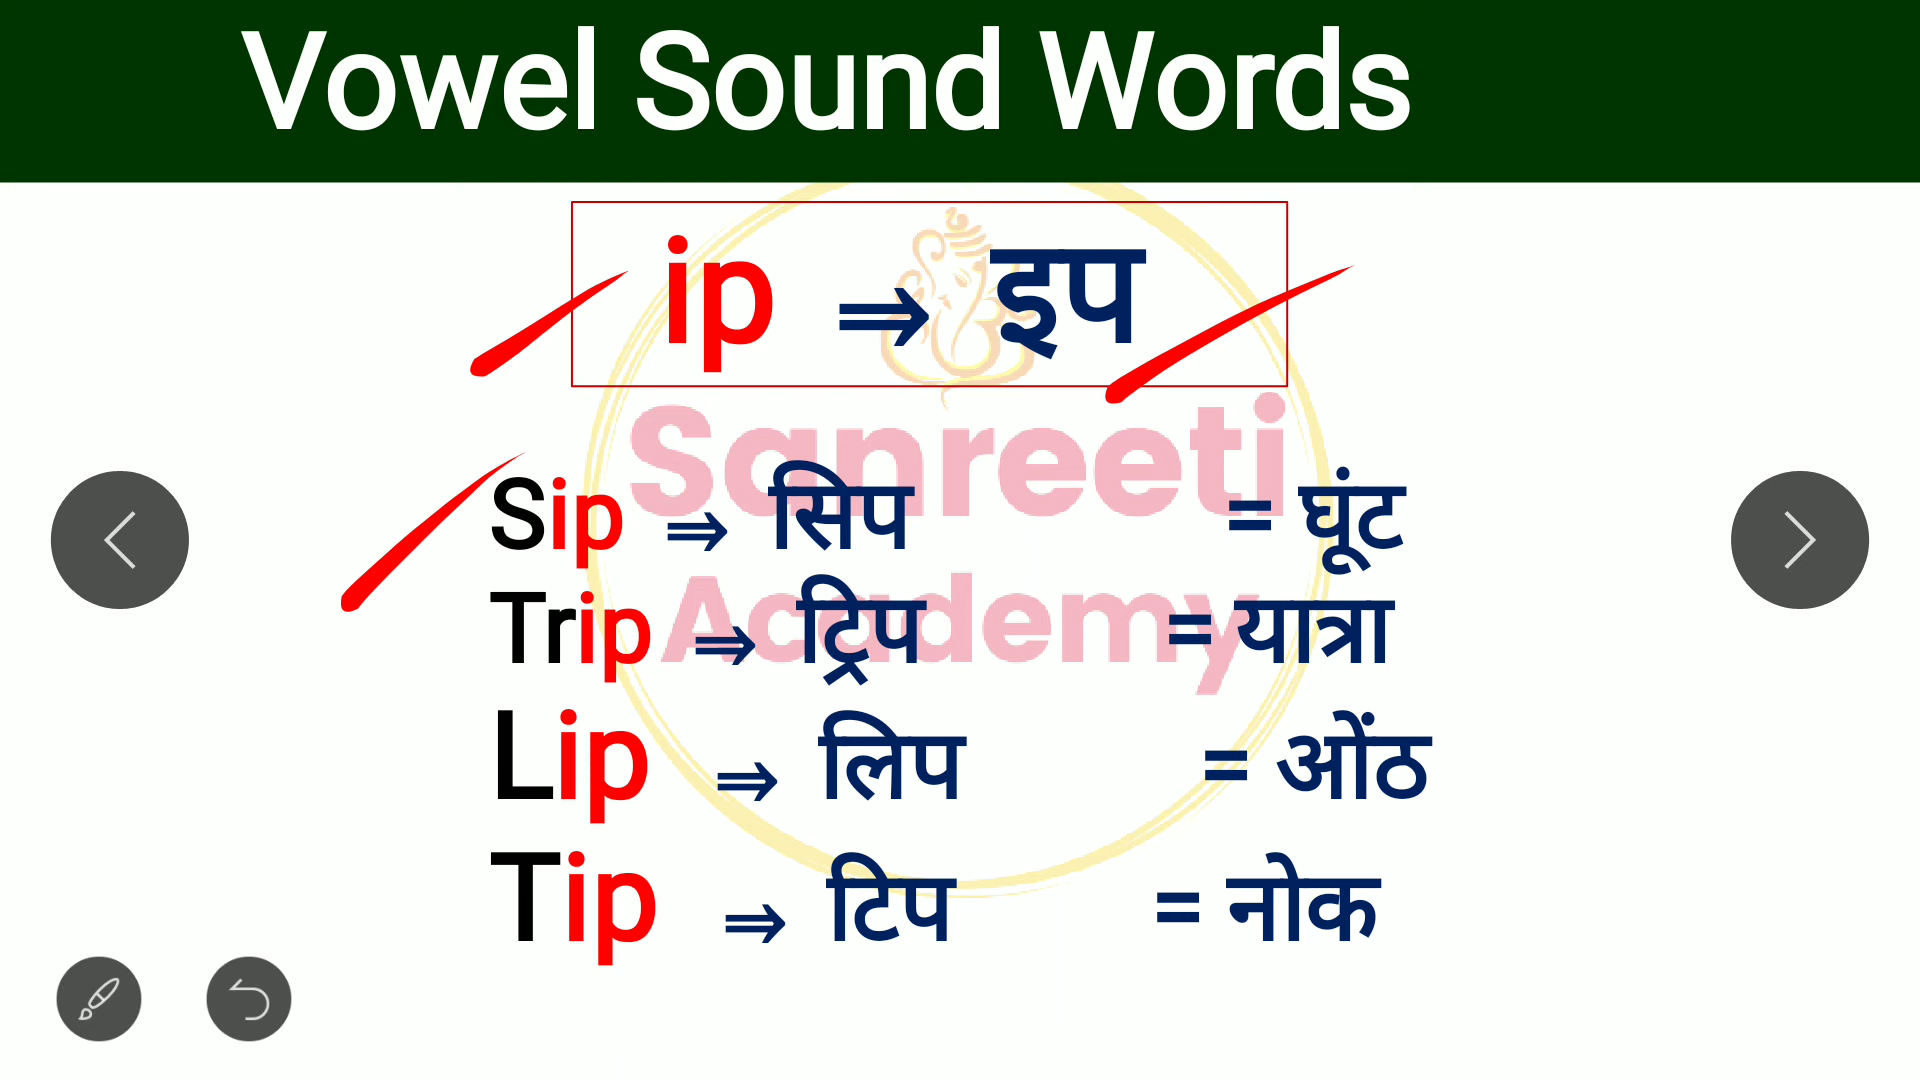 Vowel Sound Words
ip ⇒ इप
Sanreeti
Sip ⇒ सिप = घूंट
Academy
Trip ⇒ ट्रिप = यात्रा
Lip ⇒ लिप = ओंठ
Tip ⇒ टिप = नोक